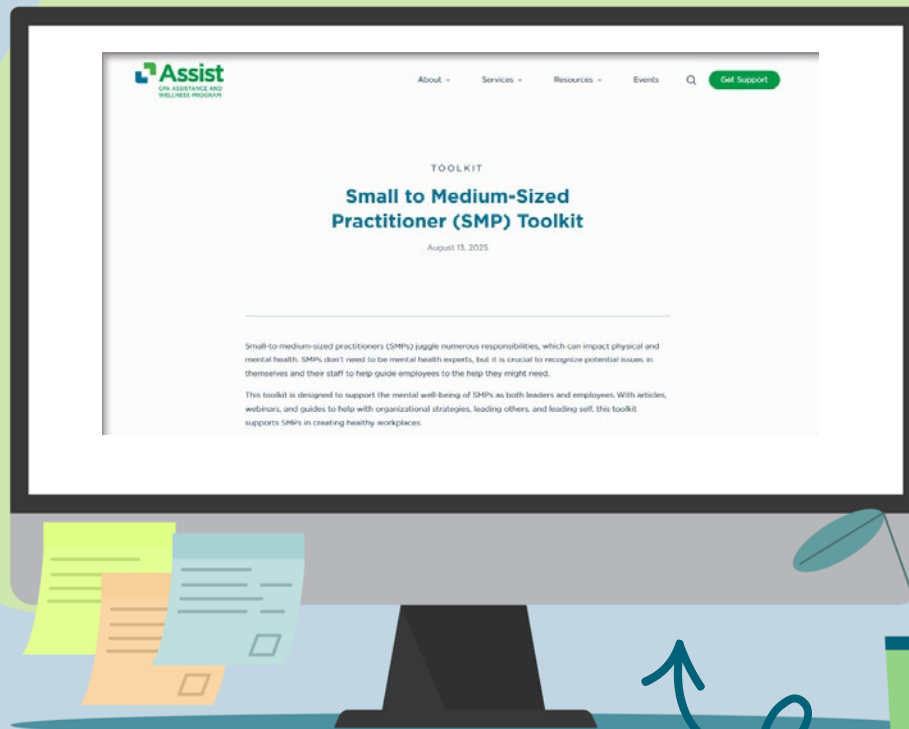 Assist
CPA ASSISTANCE AND
WELLNESS PROGRAM
About
Services
Resources
Events
Get Support
TOOLKIT
Small to Medium-Sized
Practitioner (SMP) Toolkit
August 13, 2025
Small-to-medium-sized practitioners (SMPs) juggle numerous responsibilities, which can impact physical and
mental health. SMPs don't need to be mental health experts, but it is crucial to recognize potential issues in
themselves and their staff to help guide employees to the help they might need.
This toolkit is designed to support the mental well-being of SMPs as both leaders and employees. With articles,
webinars, and guides to help with organizational strategies, leading others, and leading self, this toolkit
supports SMPs in creating healthy workplaces.